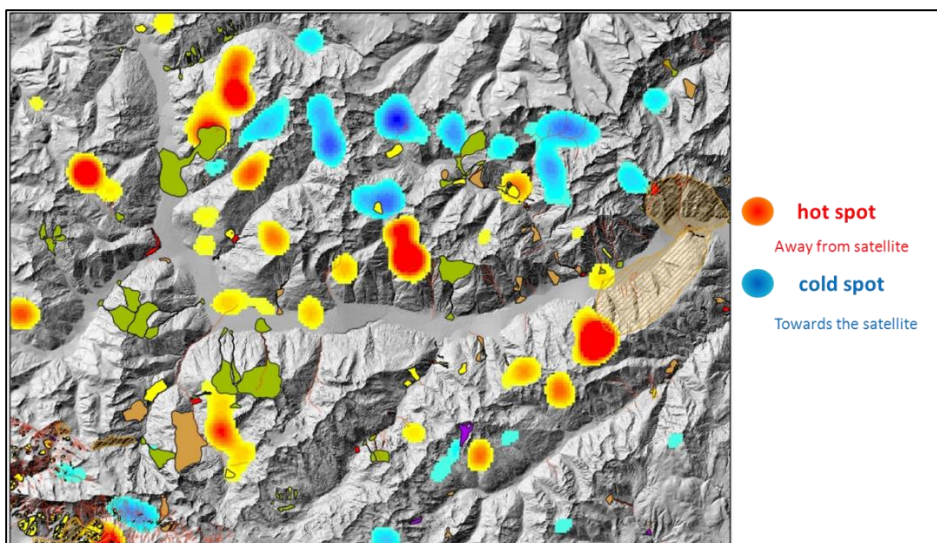 hot spot
Away from satellite
cold spot
Towards the satellite